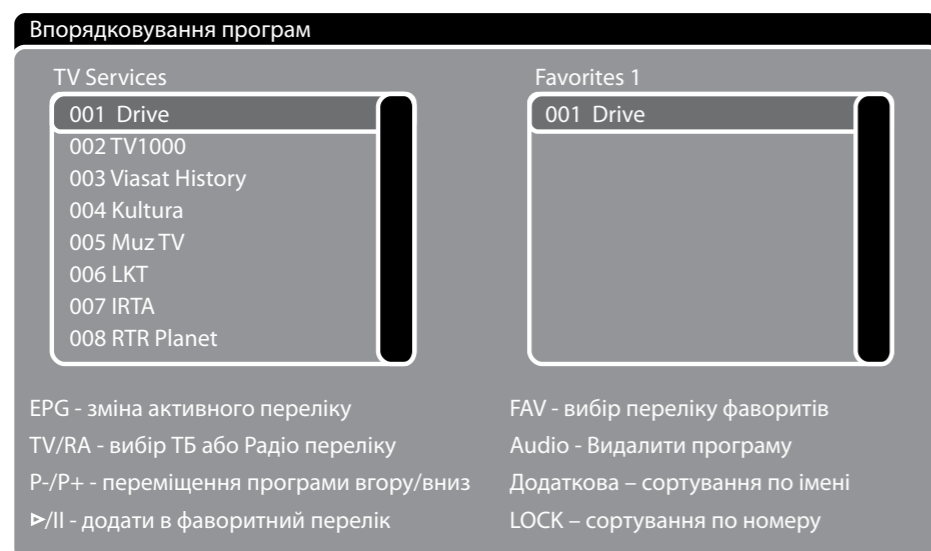 Впорядковування програм
TV Services
001 Drive
002 TV1000
003 Viasat History
004 Kultura
005 Muz TV
006 LKT
007 IRTA
008 RTR Planet
Favorites 1
001 Drive
EPG - зміна активного переліку
TV/RA - вибір ТБ або Радіо переліку
P-/P+ - переміщення програми вгору/вниз
▷/II - додати в фаворитний перелік
FAV - вибір переліку фаворитів
Audio - Видалити програму
Додаткова – сортування по імені
LOCK – сортування по номеру